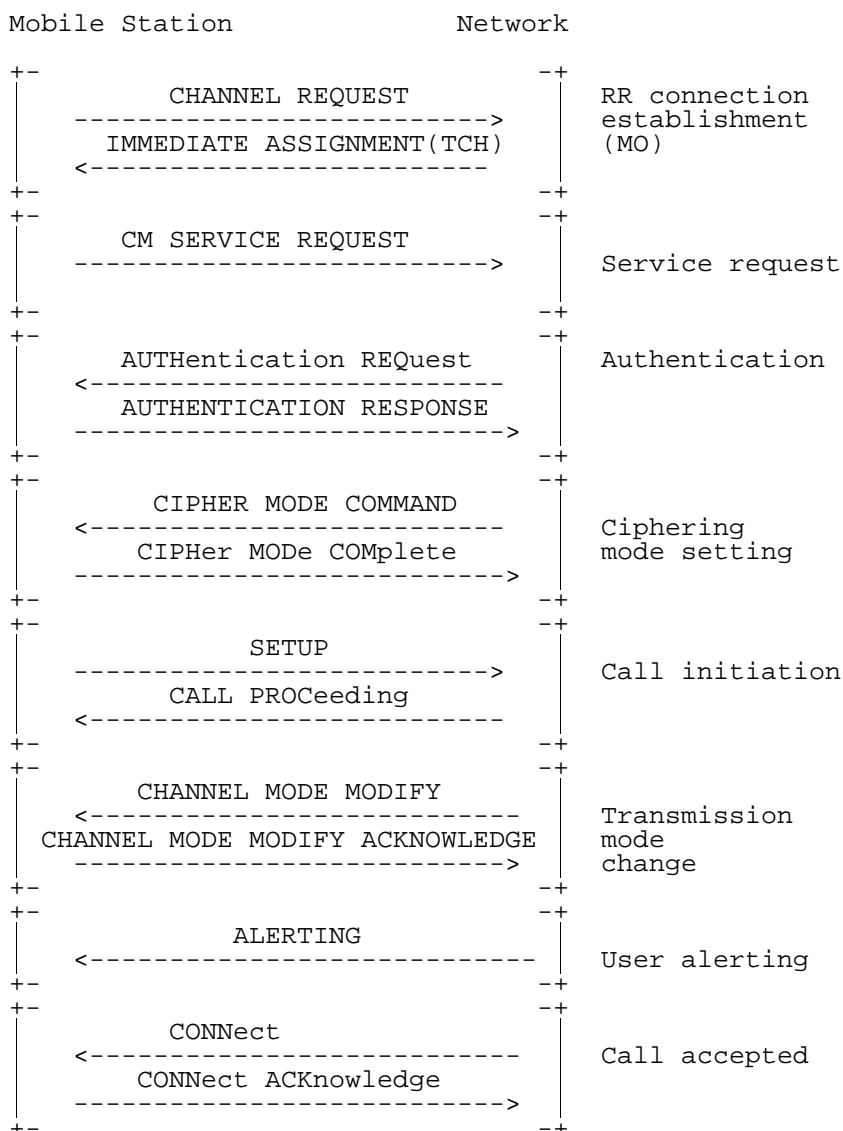 Mobile Station Network
+- -+
CHANNEL REQUEST RR connection
--------------------------> establishment
IMMEDIATE ASSIGNMENT(TCH) (MO)
<-------------------------
+- -+
+- -+
CM SERVICE REQUEST
--------------------------> Service request
+- -+
+- -+
AUTHentication REQuest Authentication
<--------------------------
AUTHENTICATION RESPONSE
--------------------------->
+- -+
+- -+
CIPHER MODE COMMAND
<-------------------------- Ciphering
CIPHer MODe COMplete mode setting
--------------------------->
+- -+
+- -+
SETUP
--------------------------> Call initiation
CALL PROCeeding
<--------------------------
+- -+
+- -+
CHANNEL MODE MODIFY
<--------------------------- Transmission
CHANNEL MODE MODIFY ACKNOWLEDGE mode
---------------------------> change
+- -+
+- -+
ALERTING
<---------------------------- User alerting
+- -+
+- -+
CONNect
<--------------------------- Call accepted
CONNect ACKnowledge
--------------------------->
+- -+